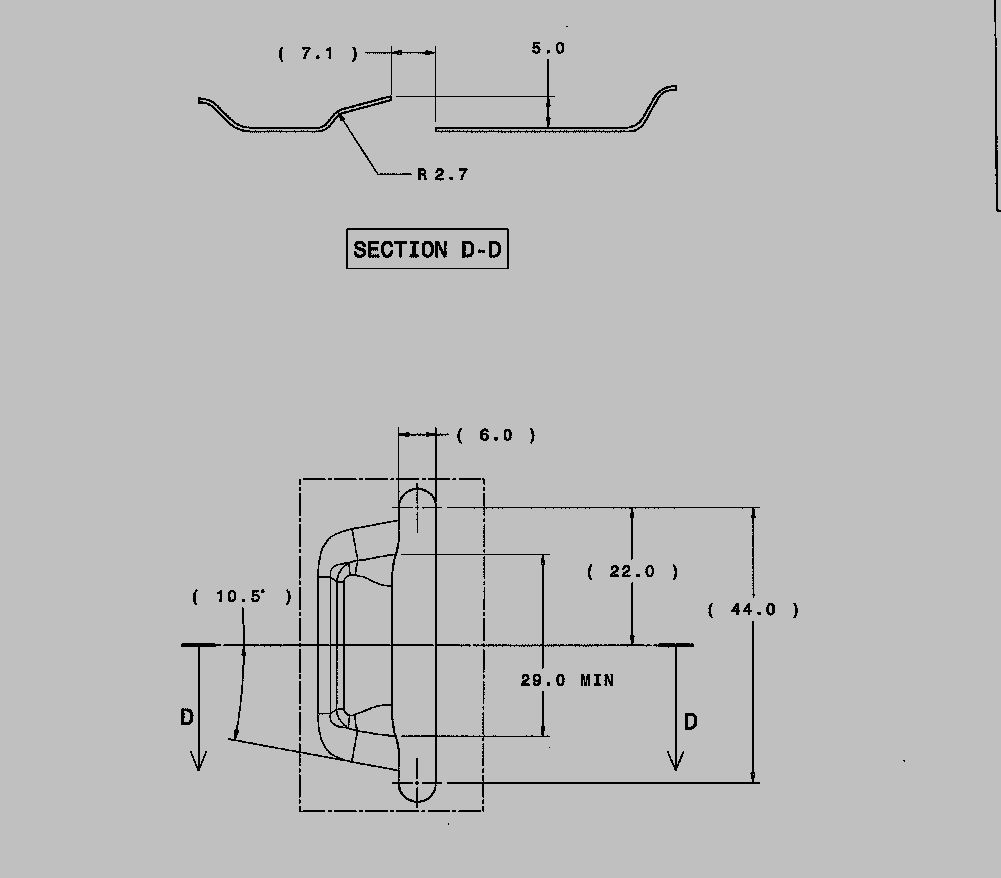 ( 7.1 )
5.0
R 2.7
SECTION D-D
( 6.0 )
( 22.0 )
( 10.5° )
( 44.0 )
29.0 MIN
D
D